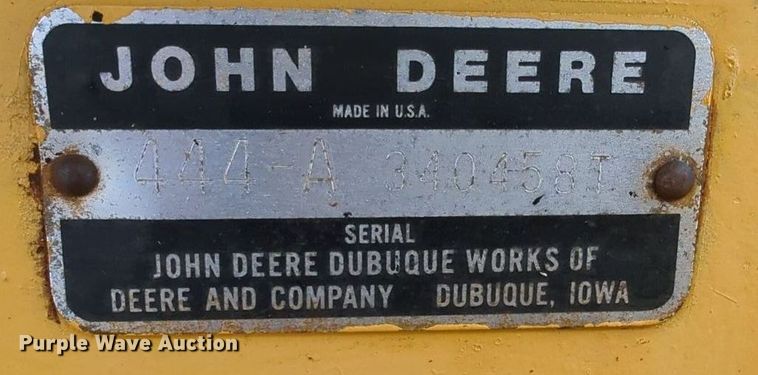 JOHN DEERE
MADE IN U.S.A.
444-A 340458T
SERIAL
JOHN DEERE DUBUQUE WORKS OF
DEERE AND COMPANY DUBUQUE, IOWA
Purple Wave Auction